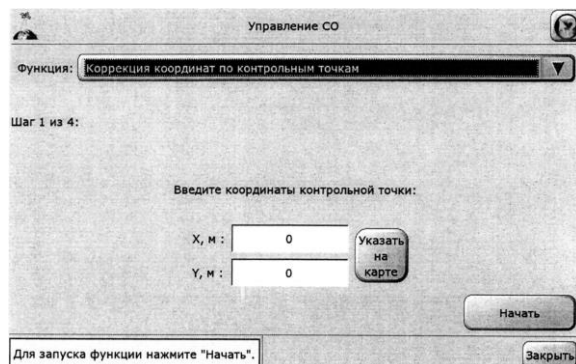 Управление СО
Функция: Коррекция координат по контрольным точкам
Шаг 1 из 4:
Введите координаты контрольной точки:
X, м : 0
Указать
на
карте
Y, м : 0
Начать
Для запуска функции нажмите "Начать".
Закрыть